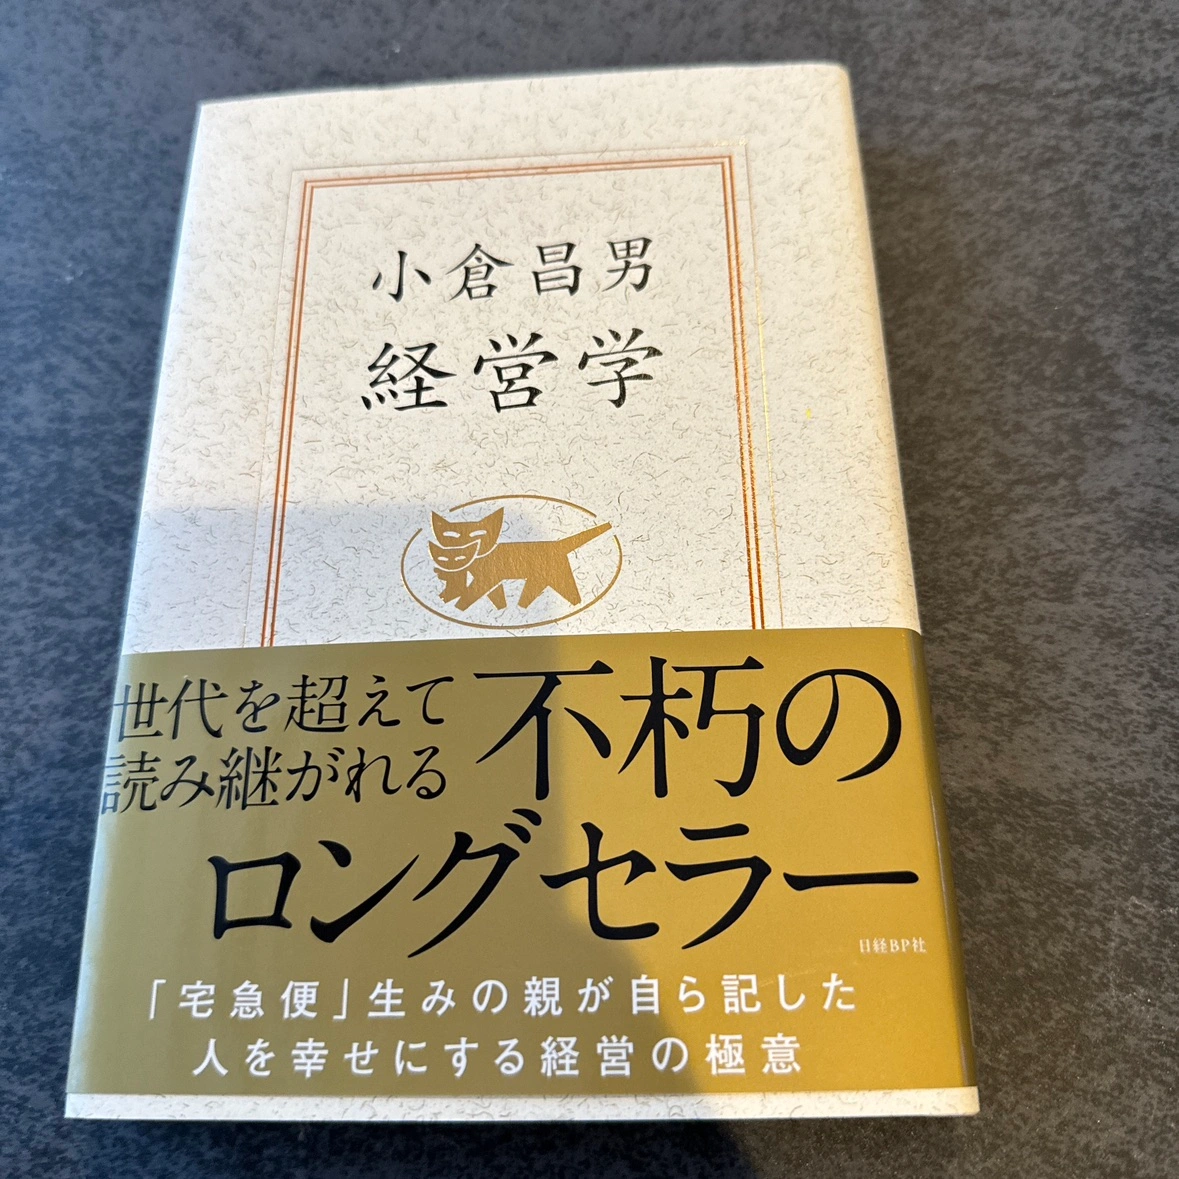 小倉昌男
経営学
世代を超えて
読み継がれる
不朽の
ロングセラー
日経BP社
「宅急便」生みの親が自ら記した
人を幸せにする経営の極意